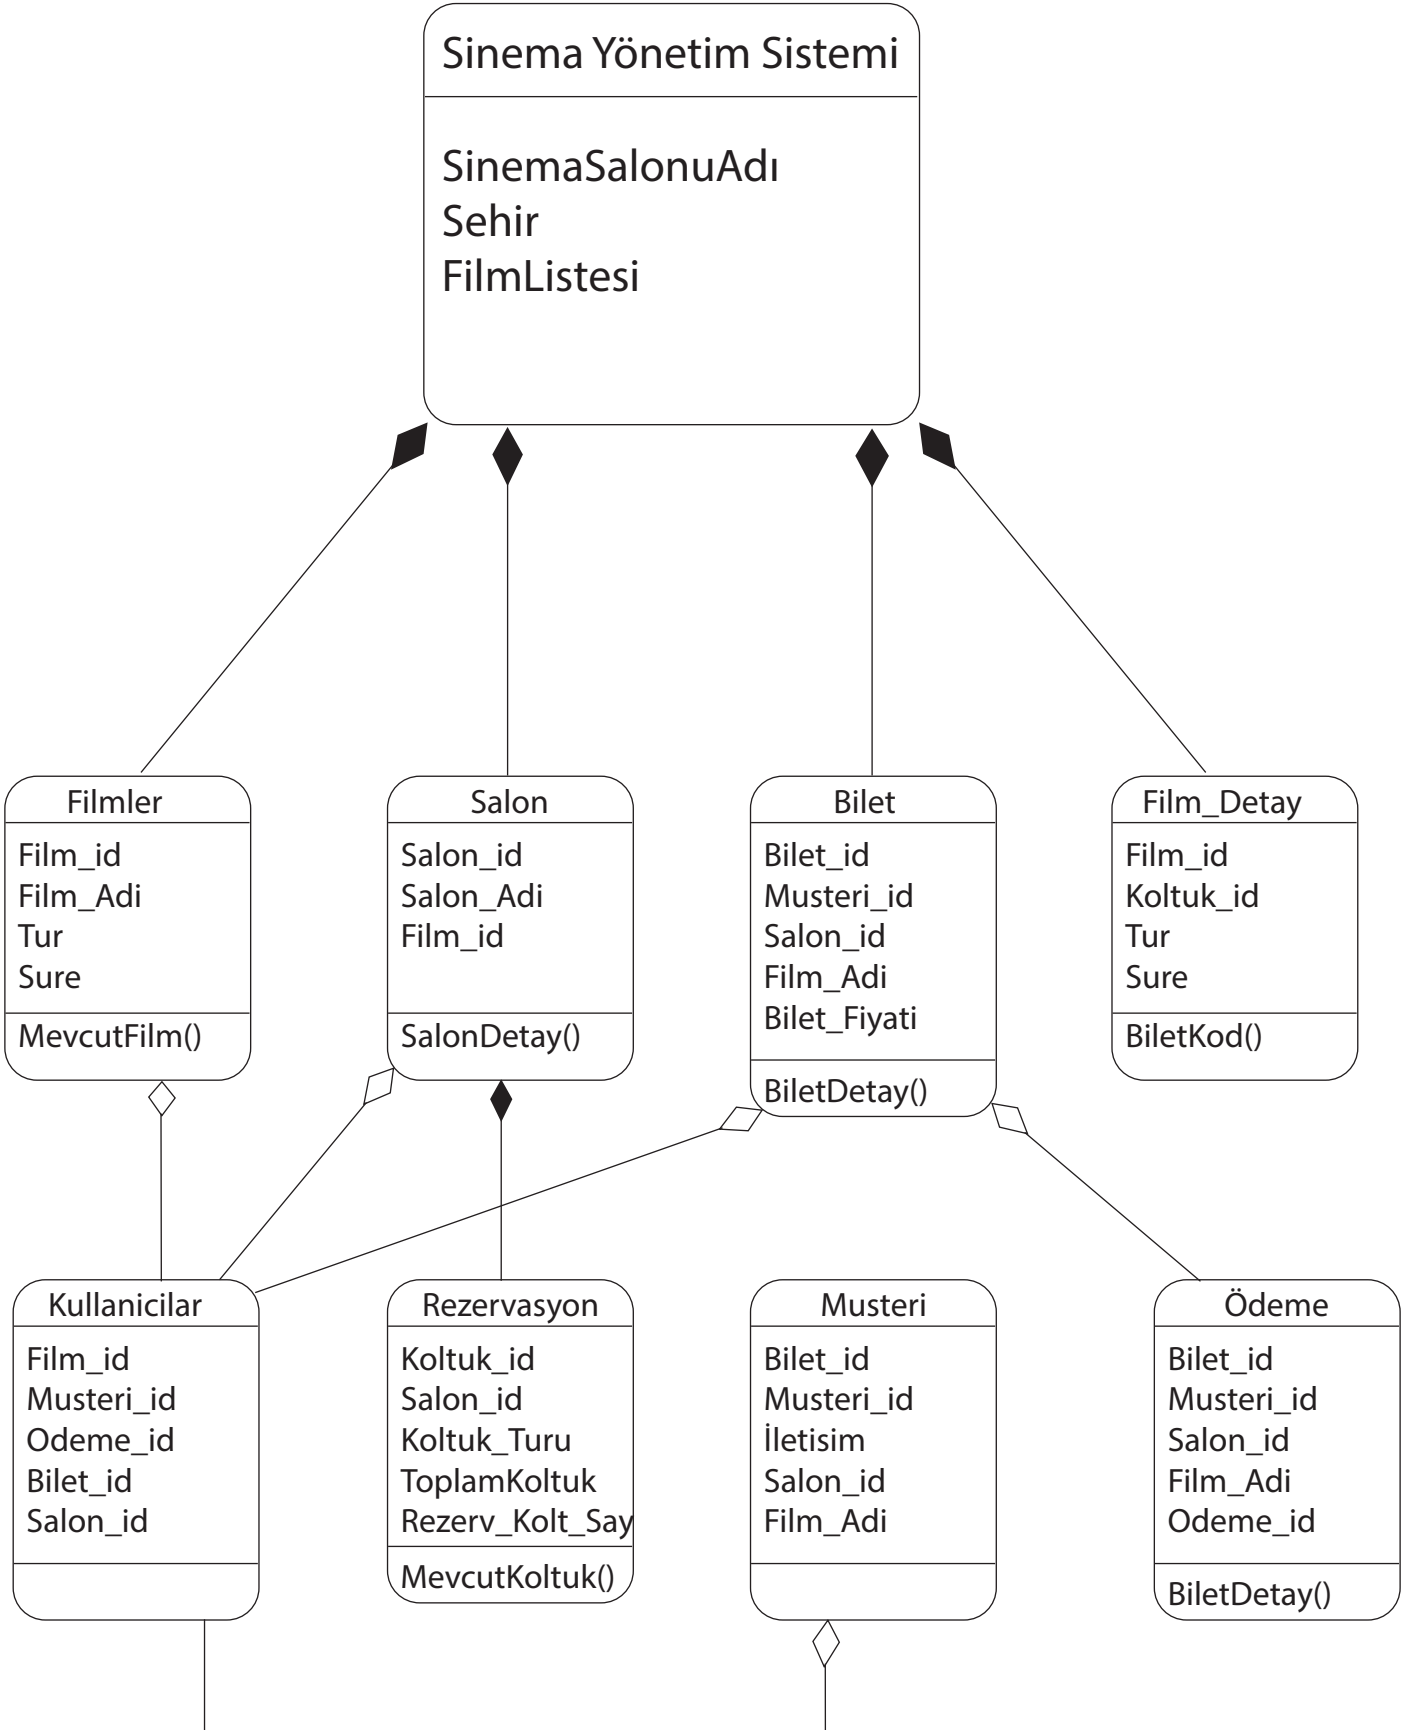 Sinema Yönetim Sistemi
SinemaSalonuAdı
Sehir
FilmListesi
Filmler
Film_id
Film_Adi
Tur
Sure
MevcutFilm()
Salon
Salon_id
Salon_Adi
Film_id
SalonDetay()
Bilet
Bilet_id
Musteri_id
Salon_id
Film_Adi
Bilet_Fiyati
BiletDetay()
Film_Detay
Film_id
Koltuk_id
Tur
Sure
BiletKod()
Kullanicilar
Film_id
Musteri_id
Odeme_id
Bilet_id
Salon_id
Rezervasyon
Koltuk_id
Salon_id
Koltuk_Turu
ToplamKoltuk
Rezerv_Kolt_Say
MevcutKoltuk()
Musteri
Bilet_id
Musteri_id
İletisim
Salon_id
Film_Adi
Ödeme
Bilet_id
Musteri_id
Salon_id
Film_Adi
Odeme_id
BiletDetay()